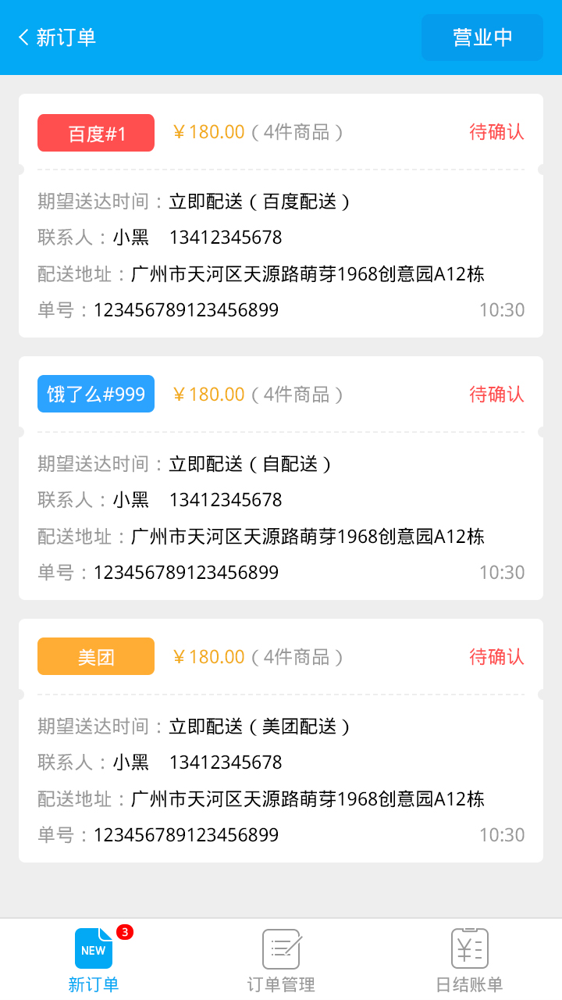 新订单 营业中
百度#1 ￥180.00（4件商品） 待确认
期望送达时间：立即配送（百度配送）
联系人：小黑 13412345678
配送地址：广州市天河区天源路萌芽1968创意园A12栋
单号：123456789123456899 10:30
饿了么#999 ￥180.00（4件商品） 待确认
期望送达时间：立即配送（自配送）
联系人：小黑 13412345678
配送地址：广州市天河区天源路萌芽1968创意园A12栋
单号：123456789123456899 10:30
美团 ￥180.00（4件商品） 待确认
期望送达时间：立即配送（美团配送）
联系人：小黑 13412345678
配送地址：广州市天河区天源路萌芽1968创意园A12栋
单号：123456789123456899 10:30
NEW 3 ¥
新订单 订单管理 日结账单